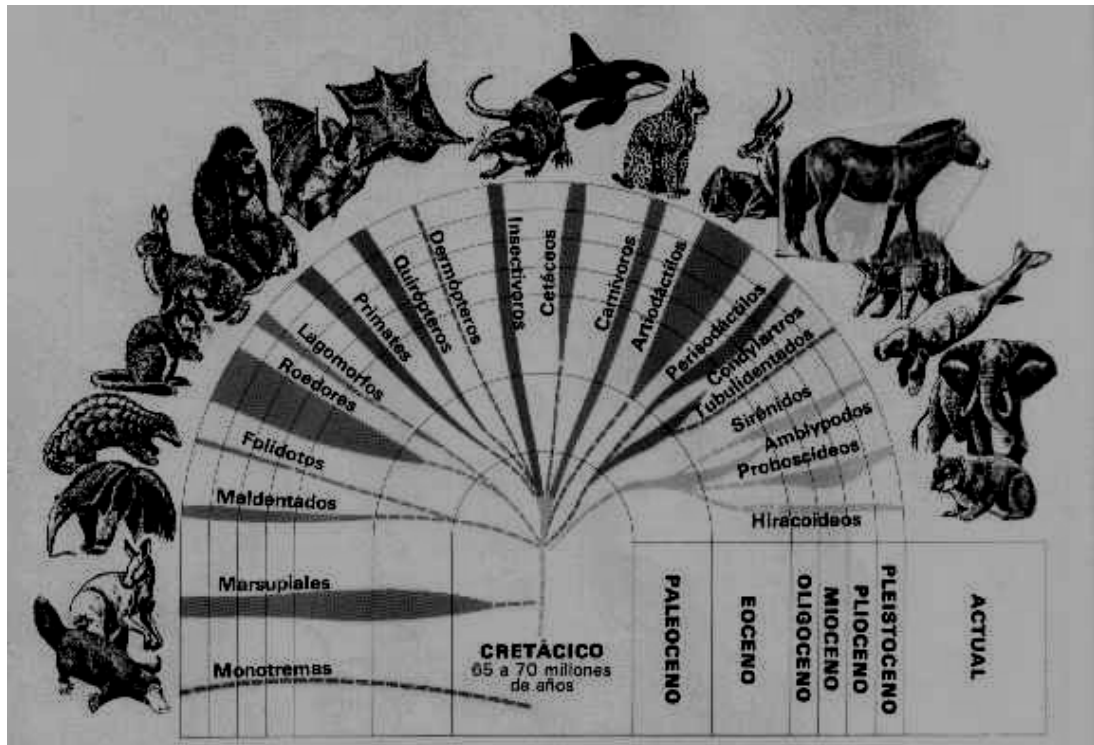 Monotremas
Marsupiales
Maldentados
Folidotos
Roedores
Lagomorfos
Primates
Quirópteros
Dermópteros
Insectívoros
Cetáceos
Carnívoros
Artiodáctilos
Perisodáctilos
Condylartros
Tubulidentados
Sirénidos
Amblypodos
Proboscideos
Hiracoideos
CRETÁCICO
65 a 70 millones
de años
PALEOCENO
EOCENO
OLIGOCENO
MIOCENO
PLIOCENO
PLEISTOCENO
ACTUAL